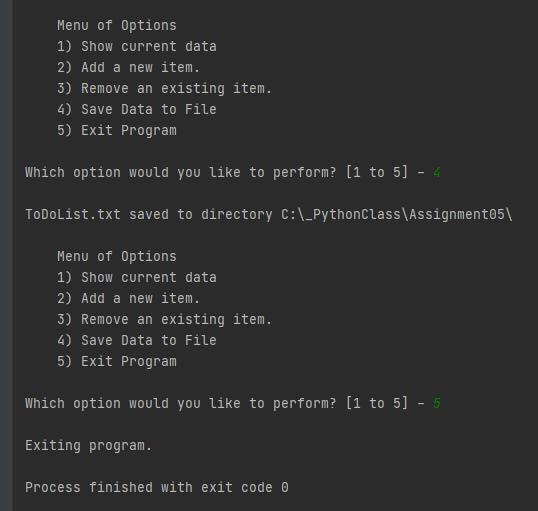 Menu of Options
1) Show current data
2) Add a new item.
3) Remove an existing item.
4) Save Data to File
5) Exit Program
Which option would you like to perform? [1 to 5] - 4
ToDoList.txt saved to directory C:\_PythonClass\Assignment05\
Menu of Options
1) Show current data
2) Add a new item.
3) Remove an existing item.
4) Save Data to File
5) Exit Program
Which option would you like to perform? [1 to 5] - 5
Exiting program.
Process finished with exit code 0